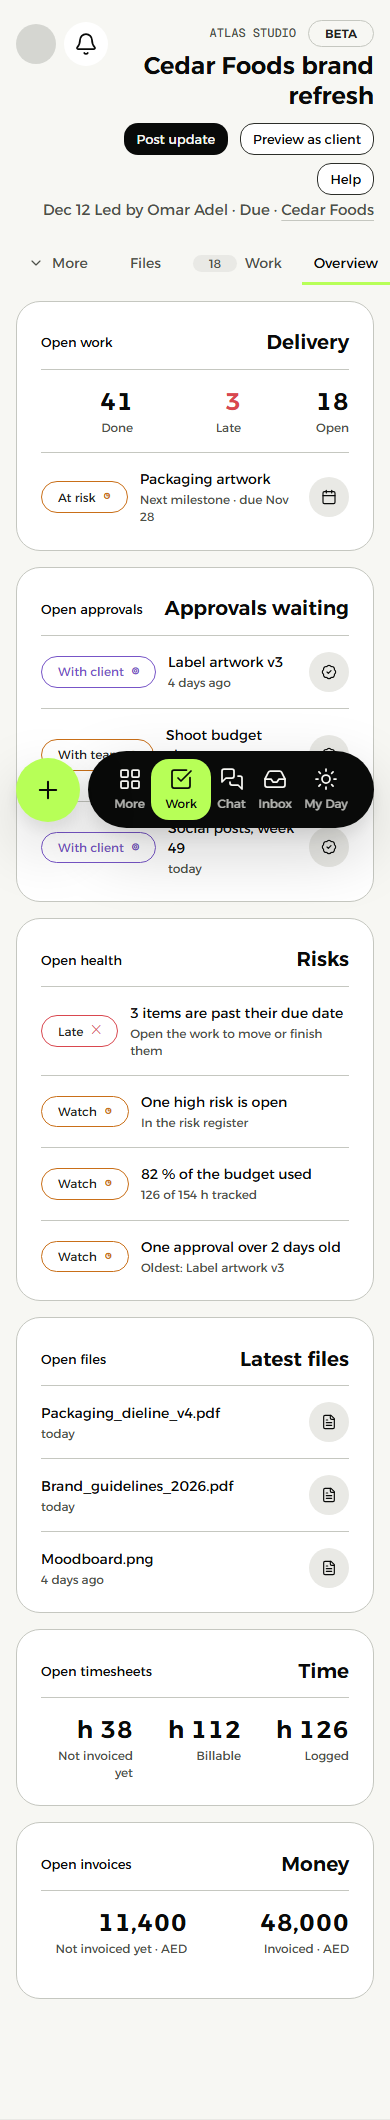 ATLAS STUDIO BETA
Cedar Foods brand
refresh
Post update Preview as client
Help
Dec 12 Led by Omar Adel · Due · Cedar Foods
More Files 18 Work Overview
Open work Delivery
41 3 18
Done Late Open
At risk Packaging artwork
Next milestone · due Nov
28
Open approvals Approvals waiting
With client Label artwork v3
4 days ago
With team Shoot budget
More Work Chat Inbox My Day
Social posts, week
With client 49
today
Open health Risks
Late 3 items are past their due date
Open the work to move or finish
them
Watch One high risk is open
In the risk register
Watch 82 % of the budget used
126 of 154 h tracked
Watch One approval over 2 days old
Oldest: Label artwork v3
Open files Latest files
Packaging_dieline_v4.pdf
today
Brand_guidelines_2026.pdf
today
Moodboard.png
4 days ago
Open timesheets Time
h 38 h 112 h 126
Not invoiced Billable Logged
yet
Open invoices Money
11,400 48,000
Not invoiced yet · AED Invoiced · AED